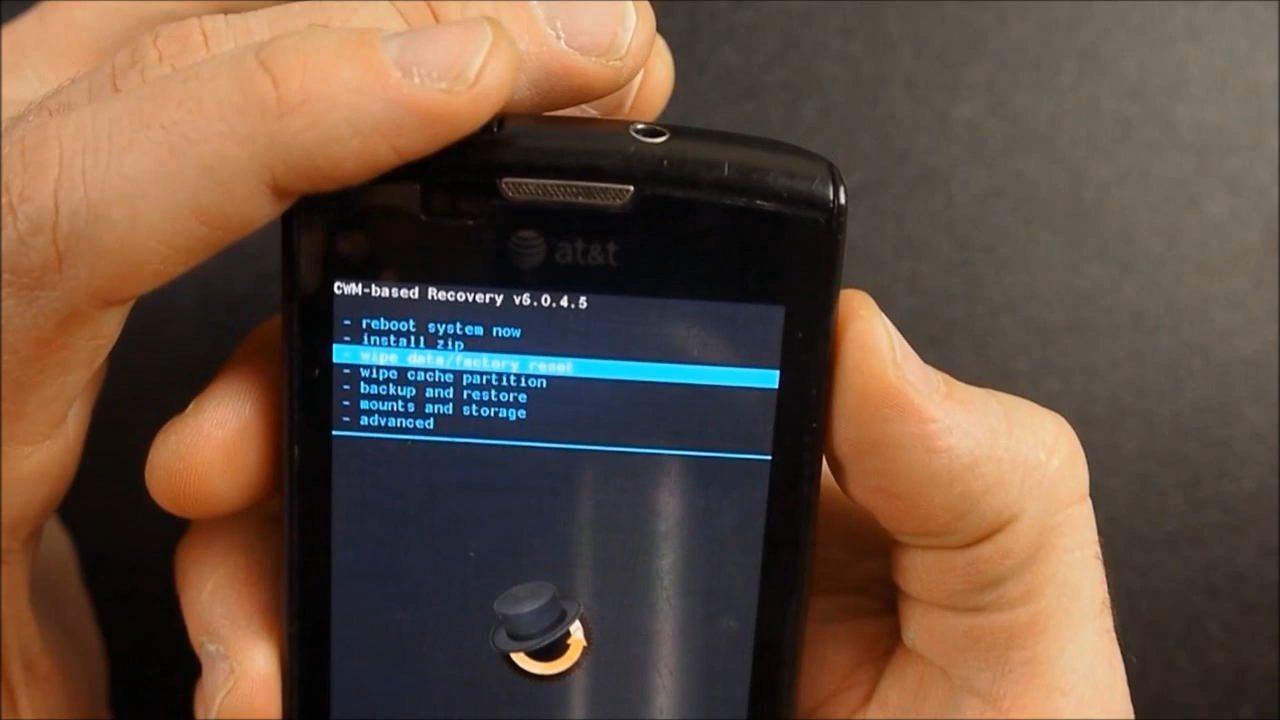 at&t
CWM-based Recovery v6.0.4.5
- reboot system now
- install zip
- wipe data/factory reset
- wipe cache partition
- backup and restore
- mounts and storage
- advanced